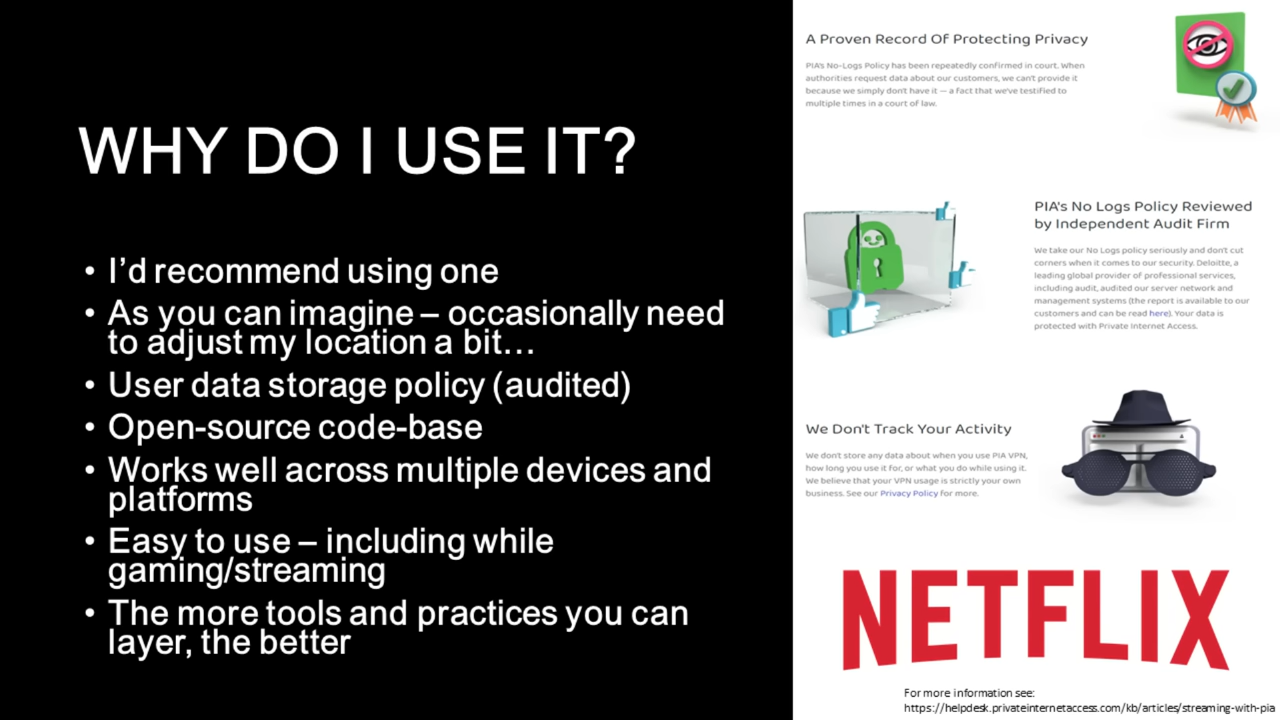 WHY DO I USE IT?
• I’d recommend using one
• As you can imagine – occasionally need
to adjust my location a bit…
• User data storage policy (audited)
• Open-source code-base
• Works well across multiple devices and
platforms
• Easy to use – including while
gaming/streaming
• The more tools and practices you can
layer, the better
A Proven Record Of Protecting Privacy
PIA's No-Logs Policy has been repeatedly confirmed in court. When
authorities request data about our customers, we can't provide it
because we simply don't have it — a fact that we've testified to
multiple times in a court of law.
PIA's No Logs Policy Reviewed
by Independent Audit Firm
We take our No Logs policy seriously and don't cut
corners when it comes to our security. Deloitte, a
leading global provider of professional services,
including audit, audited our server network and
management systems (the report is available to our
customers and can be read here). Your data is
protected with Private Internet Access.
We Don't Track Your Activity
We don't store any data about when you use PIA VPN,
how long you use it for, or what you do while using it.
We believe that your VPN usage is strictly your own
business. See our Privacy Policy for more.
NETFLIX
For more information see:
https://helpdesk.privateinternetaccess.com/kb/articles/streaming-with-pia